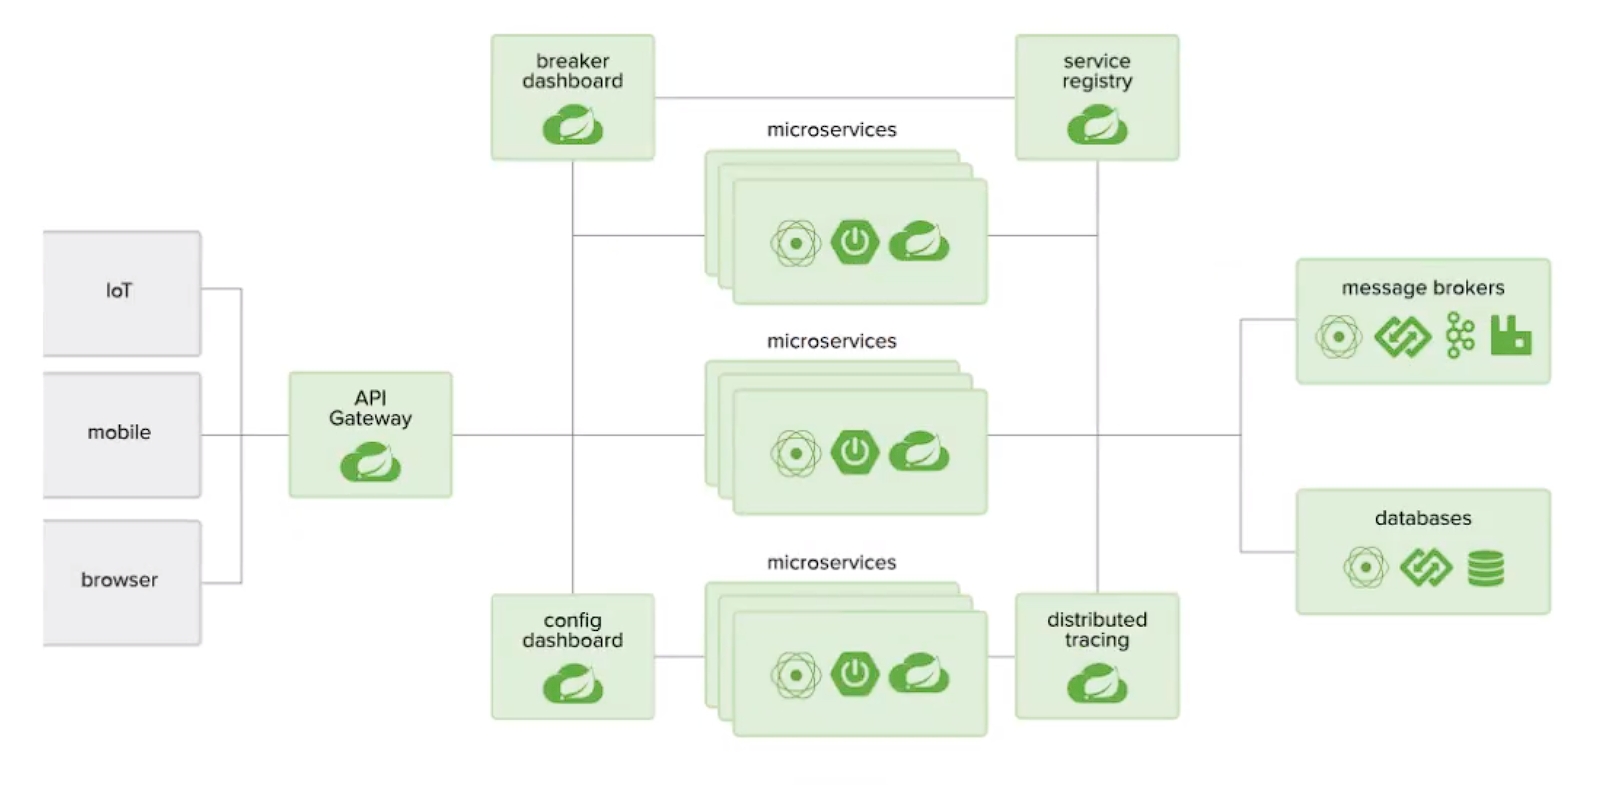 breaker
dashboard
service
registry
microservices
IoT
message brokers
microservices
mobile
API
Gateway
databases
microservices
browser
config
dashboard
distributed
tracing